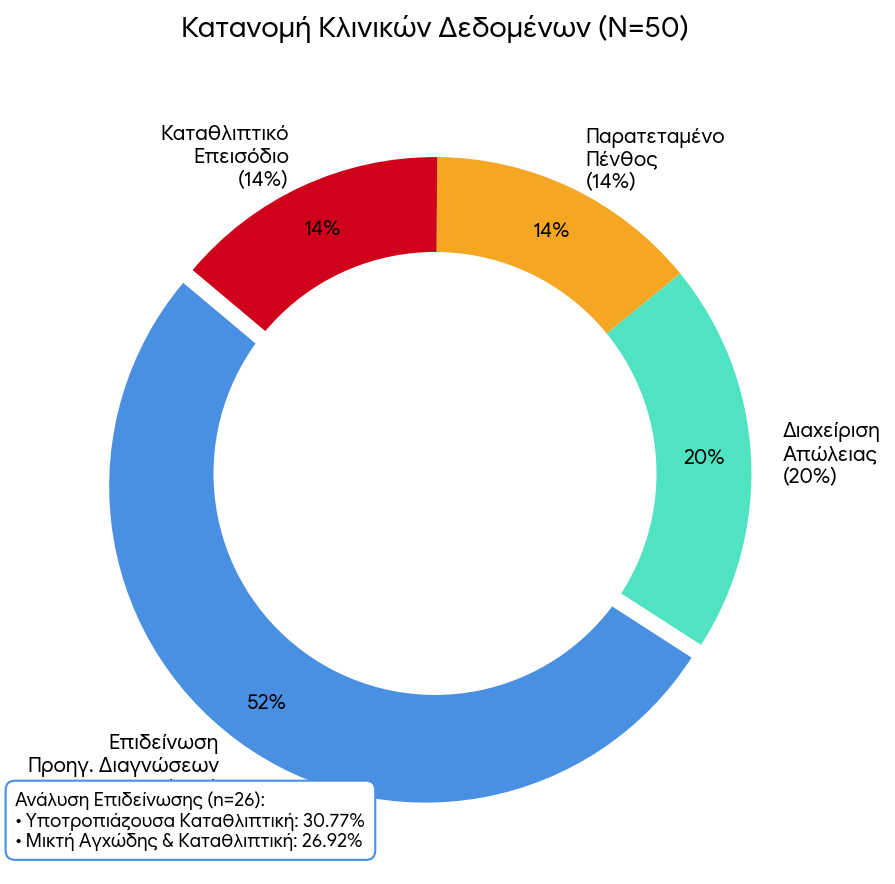 Κατανομή Κλινικών Δεδομένων (N=50)
Καταθλιπτικό
Επεισόδιο
(14%)
Παρατεταμένο
Πένθος
(14%)
14%
14%
Διαχείριση
Απώλειας
(20%)
20%
52%
Επιδείνωση
Προηγ. Διαγνώσεων
Ανάλυση Επιδείνωσης (n=26):
• Υποτροπιάζουσα Καταθλιπτική: 30.77%
• Μικτή Αγχώδης & Καταθλιπτική: 26.92%